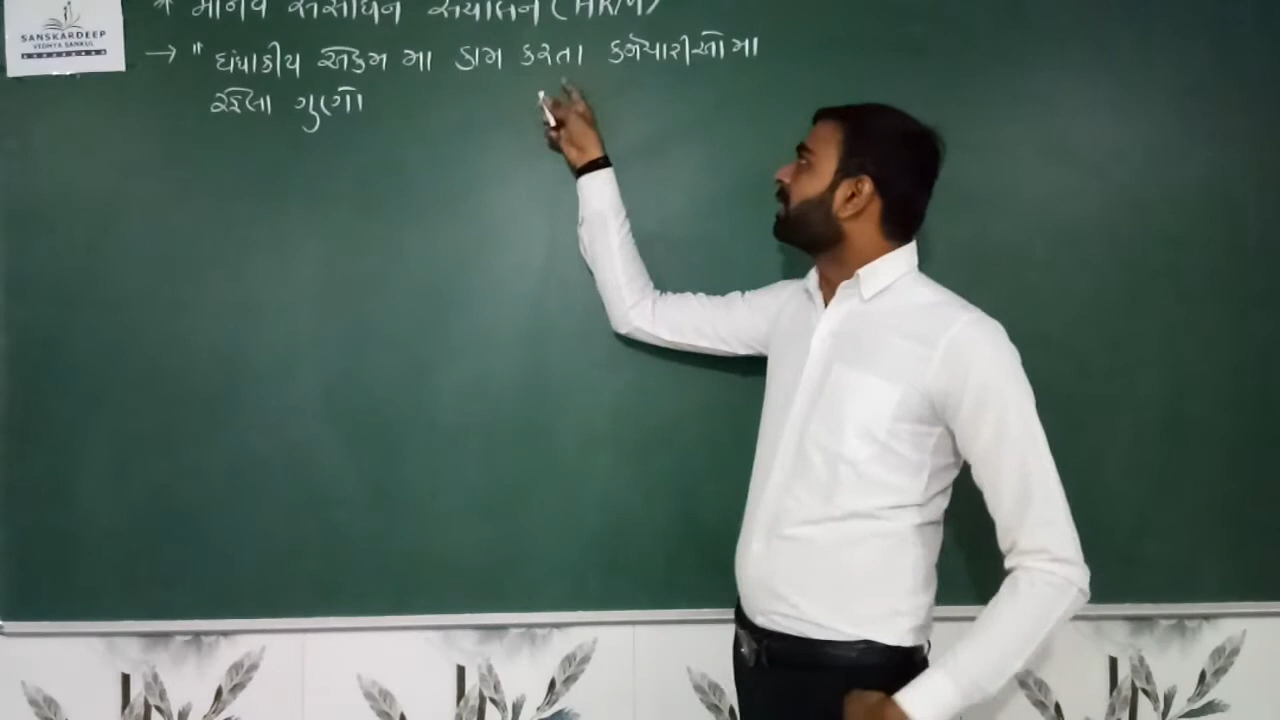 SANSKARDEEP
VIDHYA SANKUL
* માનવ સંસાધન સંચાલન (HRM)
→ " ધંધાકીય એકમ મા કામ કરતા કર્મચારીઓમા
રહેલા ગુણો